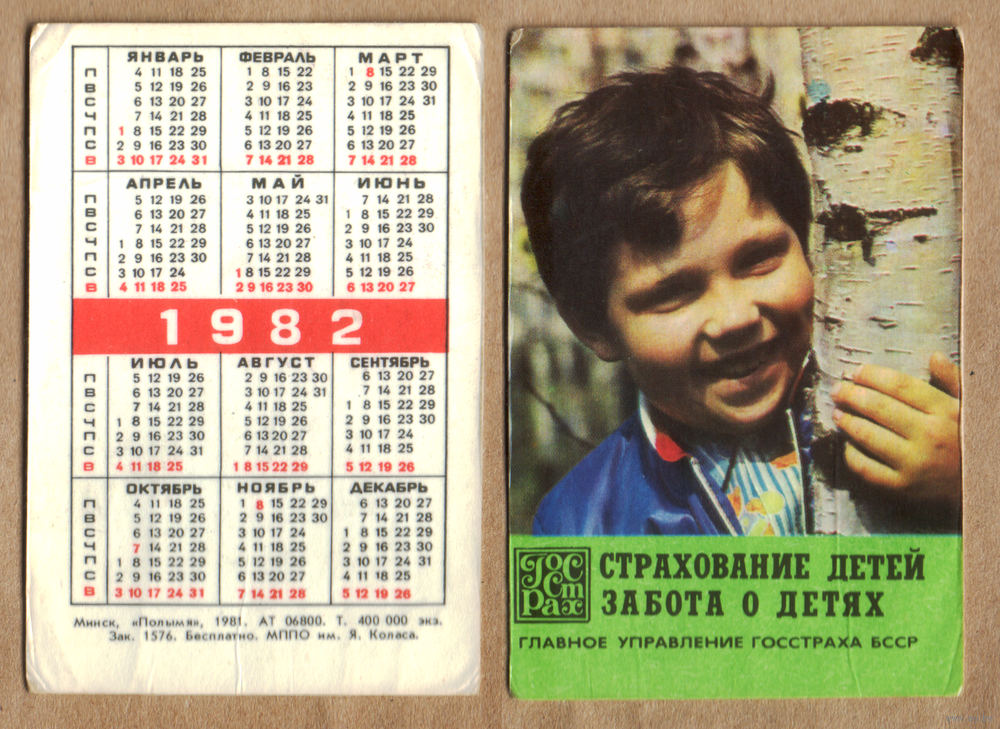 ЯНВАРЬ ФЕВРАЛЬ МАРТ
П 4 11 18 25 1 8 15 22 1 8 15 22 29
В 5 12 19 26 2 9 16 23 2 9 16 23 30
С 6 13 20 27 3 10 17 24 3 10 17 24 31
Ч 7 14 21 28 4 11 18 25 4 11 18 25
П 1 8 15 22 29 5 12 19 26 5 12 19 26
С 2 9 16 23 30 6 13 20 27 6 13 20 27
В 3 10 17 24 31 7 14 21 28 7 14 21 28
АПРЕЛЬ МАЙ ИЮНЬ
П 5 12 19 26 3 10 17 24 31 7 14 21 28
В 6 13 20 27 4 11 18 25 1 8 15 22 29
С 7 14 21 28 5 12 19 26 2 9 16 23 30
Ч 1 8 15 22 29 6 13 20 27 3 10 17 24
П 2 9 16 23 30 7 14 21 28 4 11 18 25
С 3 10 17 24 1 8 15 22 29 5 12 19 26
В 4 11 18 25 2 9 16 23 30 6 13 20 27
1982
ИЮЛЬ АВГУСТ СЕНТЯБРЬ
П 5 12 19 26 2 9 16 23 30 6 13 20 27
В 6 13 20 27 3 10 17 24 31 7 14 21 28
С 7 14 21 28 4 11 18 25 1 8 15 22 29
Ч 1 8 15 22 29 5 12 19 26 2 9 16 23 30
П 2 9 16 23 30 6 13 20 27 3 10 17 24
С 3 10 17 24 31 7 14 21 28 4 11 18 25
В 4 11 18 25 1 8 15 22 29 5 12 19 26
ОКТЯБРЬ НОЯБРЬ ДЕКАБРЬ
П 4 11 18 25 1 8 15 22 29 6 13 20 27
В 5 12 19 26 2 9 16 23 30 7 14 21 28
С 6 13 20 27 3 10 17 24 1 8 15 22 29
Ч 7 14 21 28 4 11 18 25 2 9 16 23 30
П 1 8 15 22 29 5 12 19 26 3 10 17 24 31
С 2 9 16 23 30 6 13 20 27 4 11 18 25
В 3 10 17 24 31 7 14 21 28 5 12 19 26
Минск, «Полымя», 1981. АТ 06800. Т. 400 000 экз.
Зак. 1576. Бесплатно. МППО им. Я. Коласа.
Гос
ст
рах
СТРАХОВАНИЕ ДЕТЕЙ
ЗАБОТА О ДЕТЯХ
ГЛАВНОЕ УПРАВЛЕНИЕ ГОССТРАХА БССР